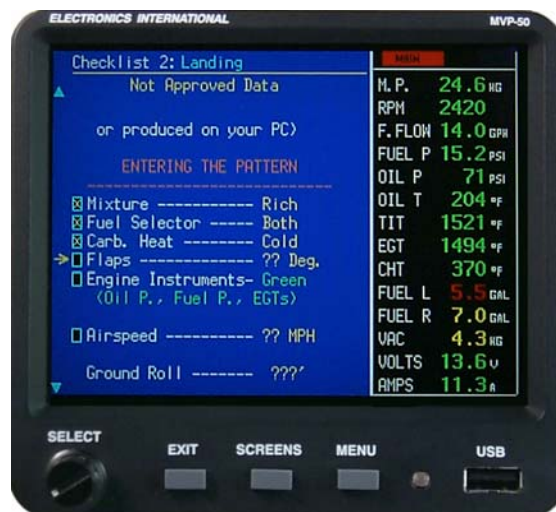 ELECTRONICS INTERNATIONAL MVP-50
Checklist 2: Landing
Not Approved Data
or produced on your PC)
ENTERING THE PATTERN
--------------------------------
Mixture ----------- Rich
Fuel Selector ----- Both
Carb. Heat -------- Cold
Flaps ------------- ?? Deg.
Engine Instruments- Green
(Oil P., Fuel P., EGTs)
Airspeed ---------- ?? MPH
Ground Roll ------- ???'
MAIN
M.P. 24.6 HG
RPM 2420
F.FLOW 14.0 GPH
FUEL P 15.2 PSI
OIL P 71 PSI
OIL T 204 °F
TIT 1521 °F
EGT 1494 °F
CHT 370 °F
FUEL L 5.5 GAL
FUEL R 7.0 GAL
VAC 4.3 HG
VOLTS 13.6 V
AMPS 11.3 A
SELECT
EXIT SCREENS MENU USB